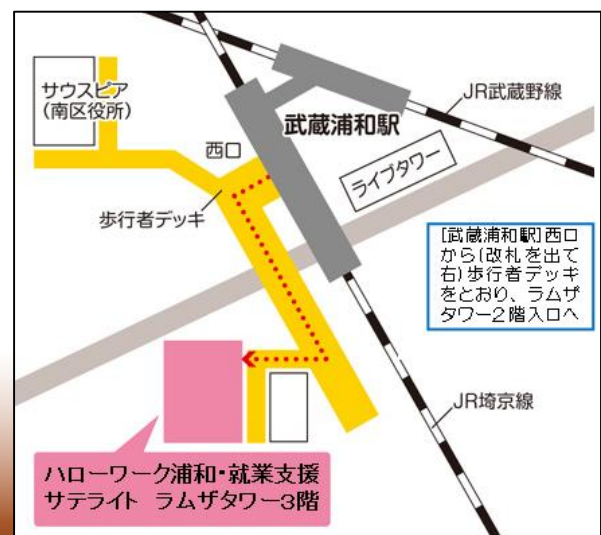 サウスピア
(南区役所)
JR武蔵野線
武蔵浦和駅
西口
ライブタワー
歩行者デッキ
[武蔵浦和駅]西口
から(改札を出て
右)歩行者デッキ
をとおり、ラムザ
タワー2階入口へ
JR埼京線
ハローワーク浦和・就業支援
サテライト ラムザタワー3階